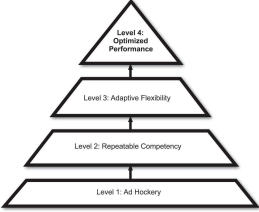 Level 4:
Optimized
Performance
Level 3: Adaptive Flexibility
Level 2: Repeatable Competency
Level 1: Ad Hockery